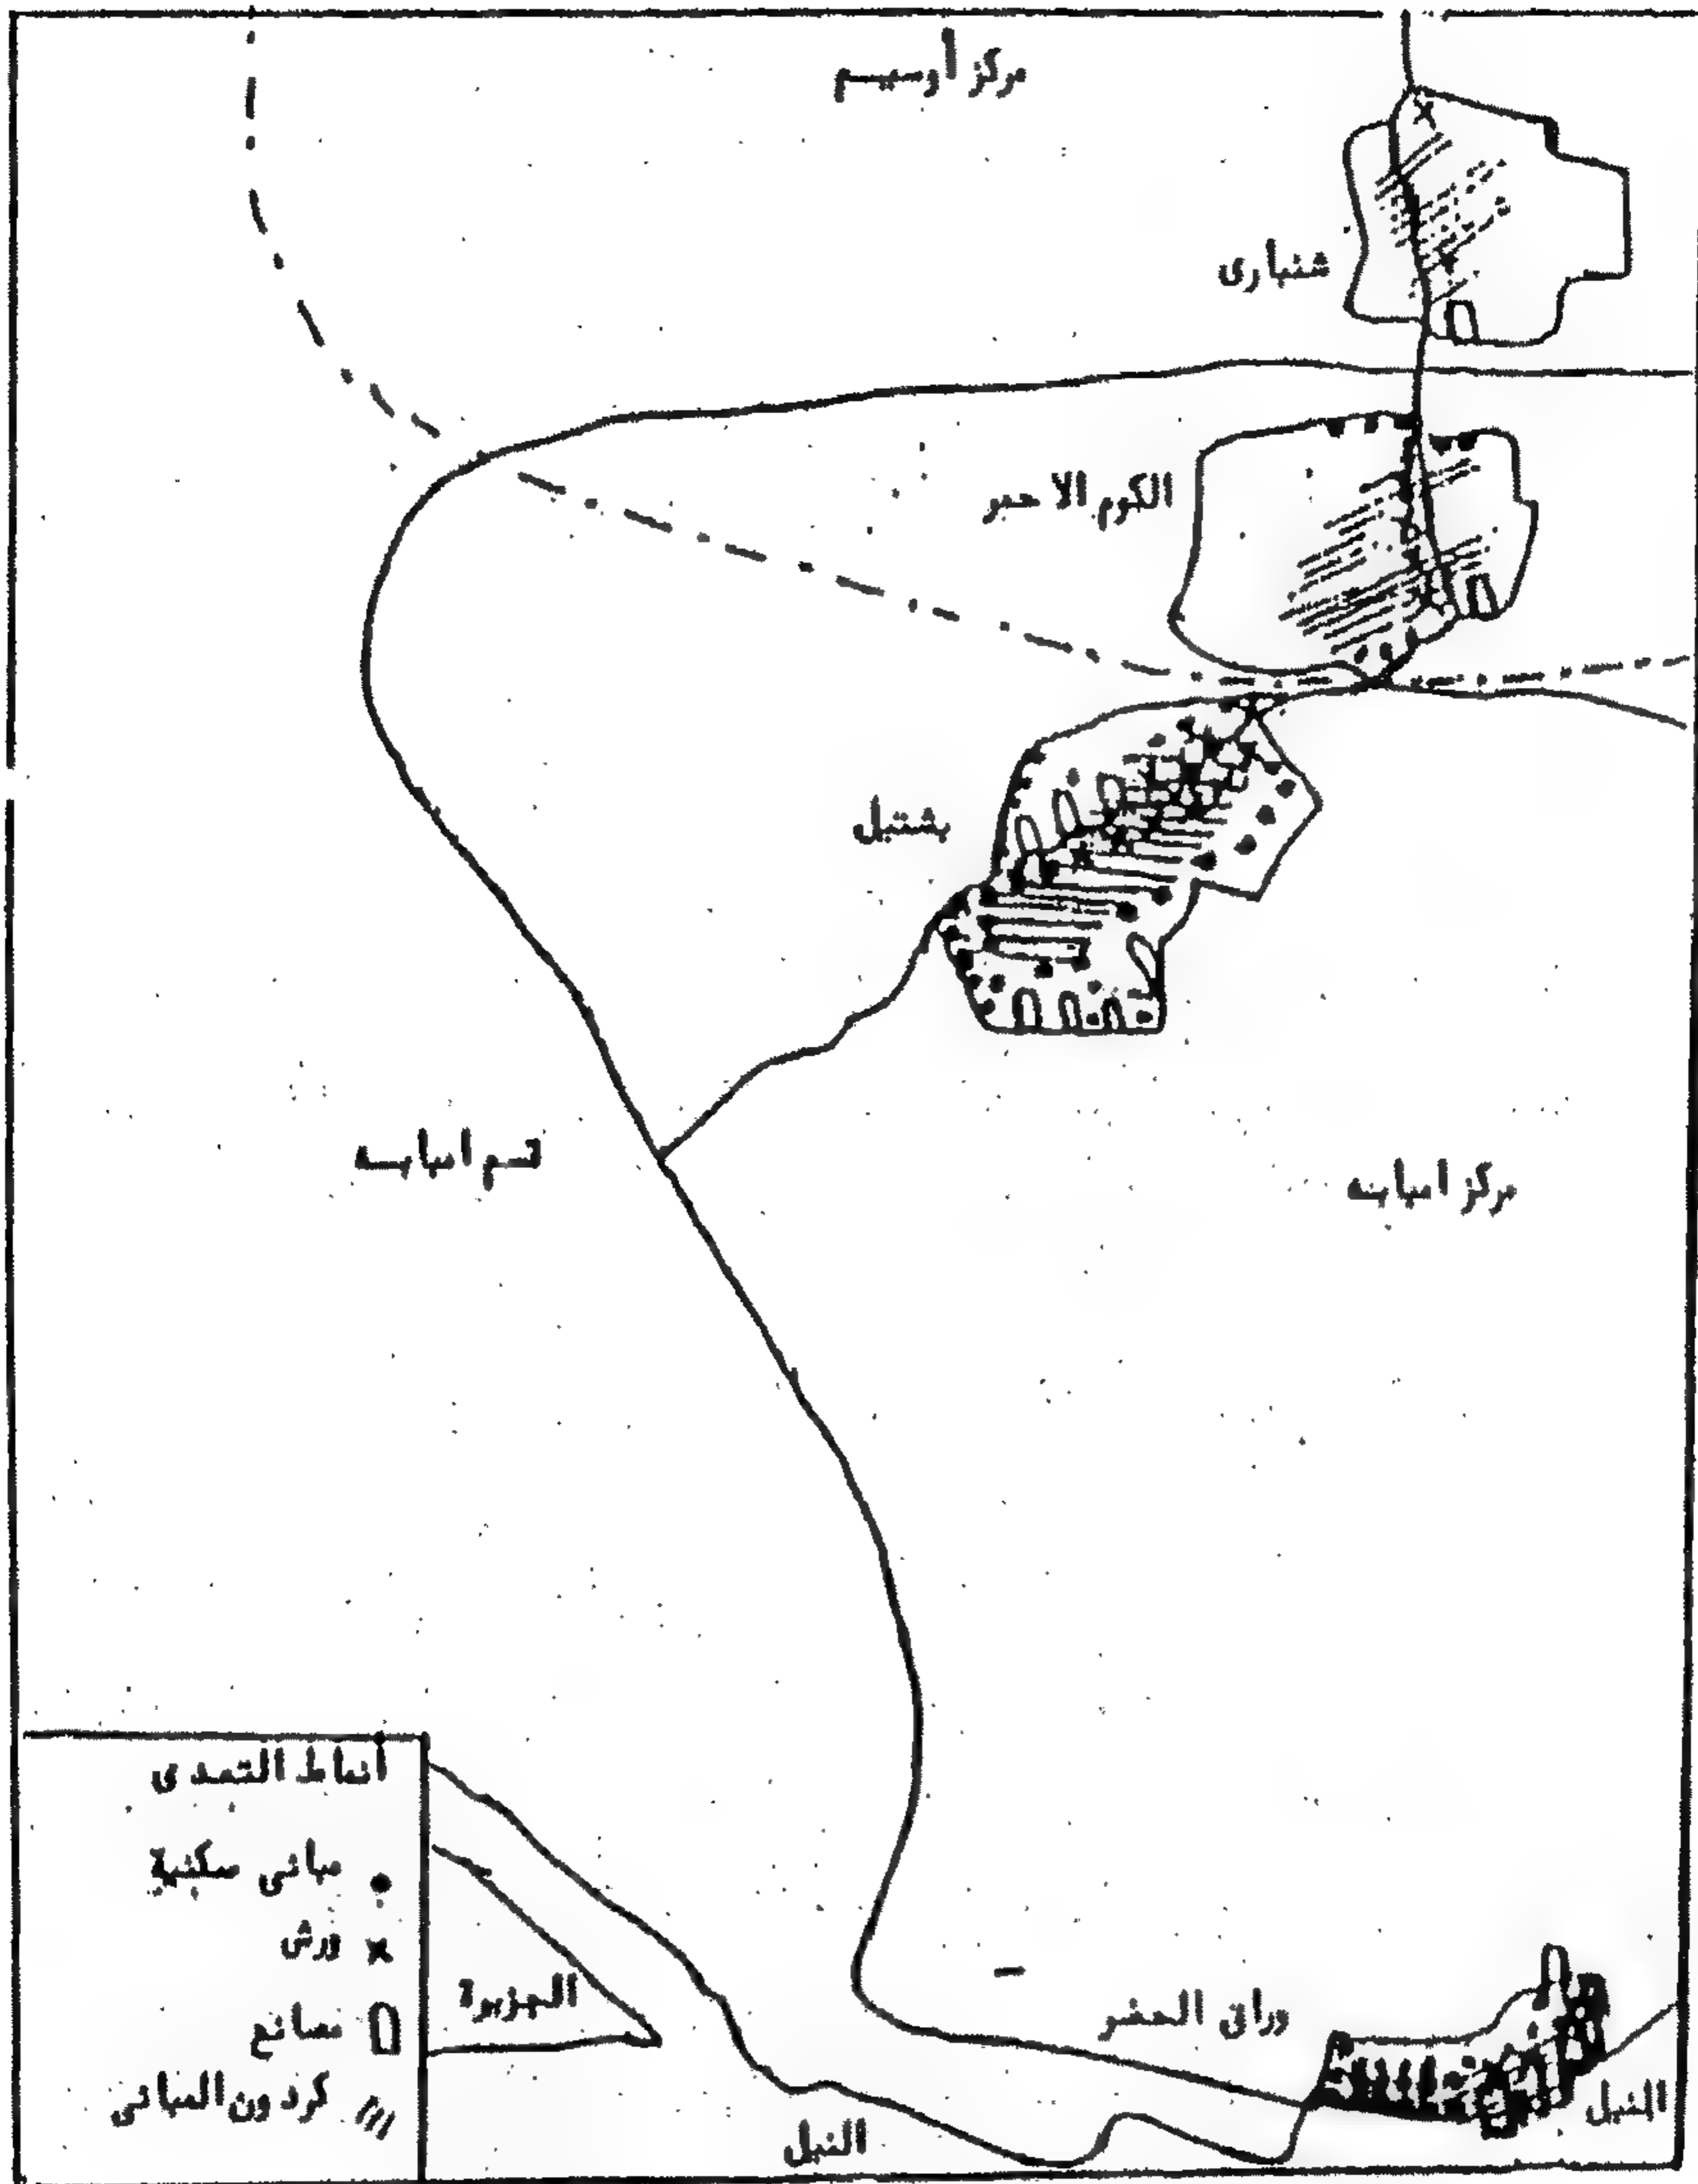 مركز أوسيم
شنبارى
الكوم الاحمر
بشتيل
قسم امبابه
مركز امبابه
أنماط التعدى
مبانى سكنية
ورش
مصانع
كردون المبانى
الجزيرة
وراق الحضر
النيل
النيل